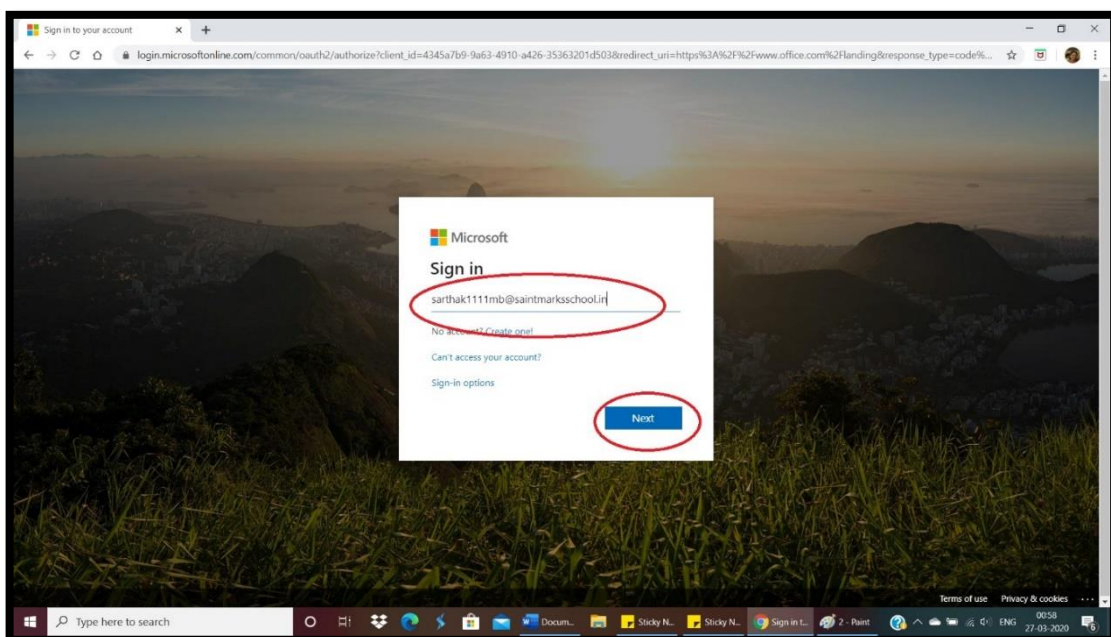 Sign in to your account
login.microsoftonline.com/common/oauth2/authorize?client_id=4345a7b9-9a63-4910-a426-35363201d503&redirect_uri=https%3A%2F%2Fwww.office.com%2Flanding&response_type=code%...
Microsoft
Sign in
sarthak1111mb@saintmarksschool.in
No account? Create one!
Can't access your account?
Sign-in options
Next
Terms of use Privacy & cookies ...
Type here to search
Docum... Sticky N... Sticky N... Sign in t... 2 - Paint ENG 00:58
27-03-2020